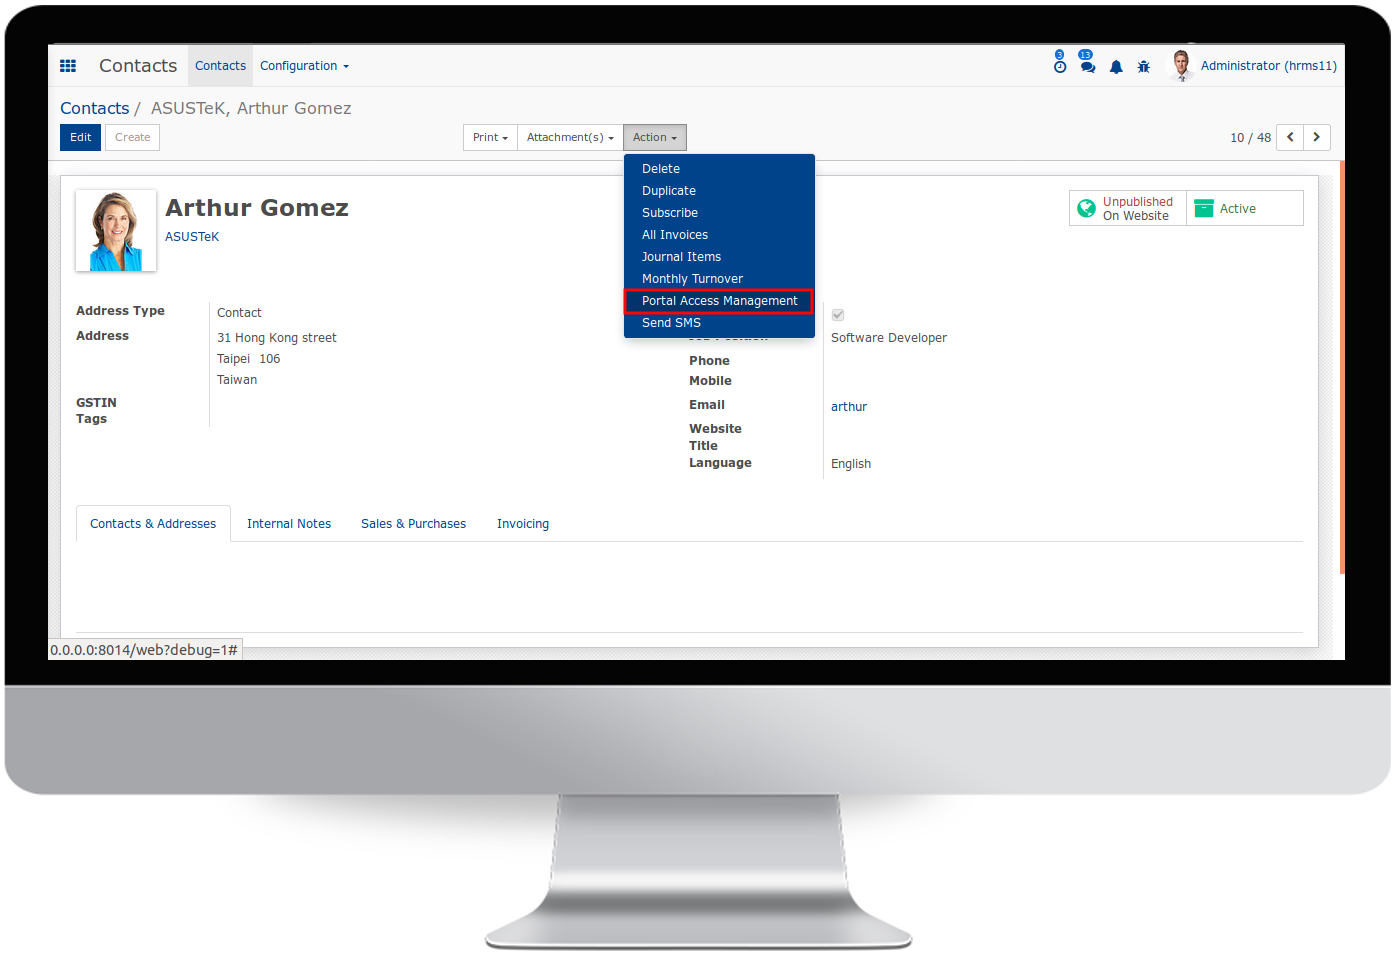 Contacts Contacts Configuration 3 13 Administrator (hrms11)
Contacts / ASUSTeK, Arthur Gomez
Edit Create Print Attachment(s) Action 10 / 48
Delete
Duplicate
Subscribe
All Invoices
Journal Items
Monthly Turnover
Portal Access Management
Send SMS
Arthur Gomez
ASUSTeK
Unpublished
On Website
Active
Address Type Contact
Address 31 Hong Kong street
Taipei 106
Taiwan
GSTIN
Tags
Software Developer
Phone
Mobile
Email arthur
Website
Title
Language English
Contacts & Addresses Internal Notes Sales & Purchases Invoicing
0.0.0.0:8014/web?debug=1#